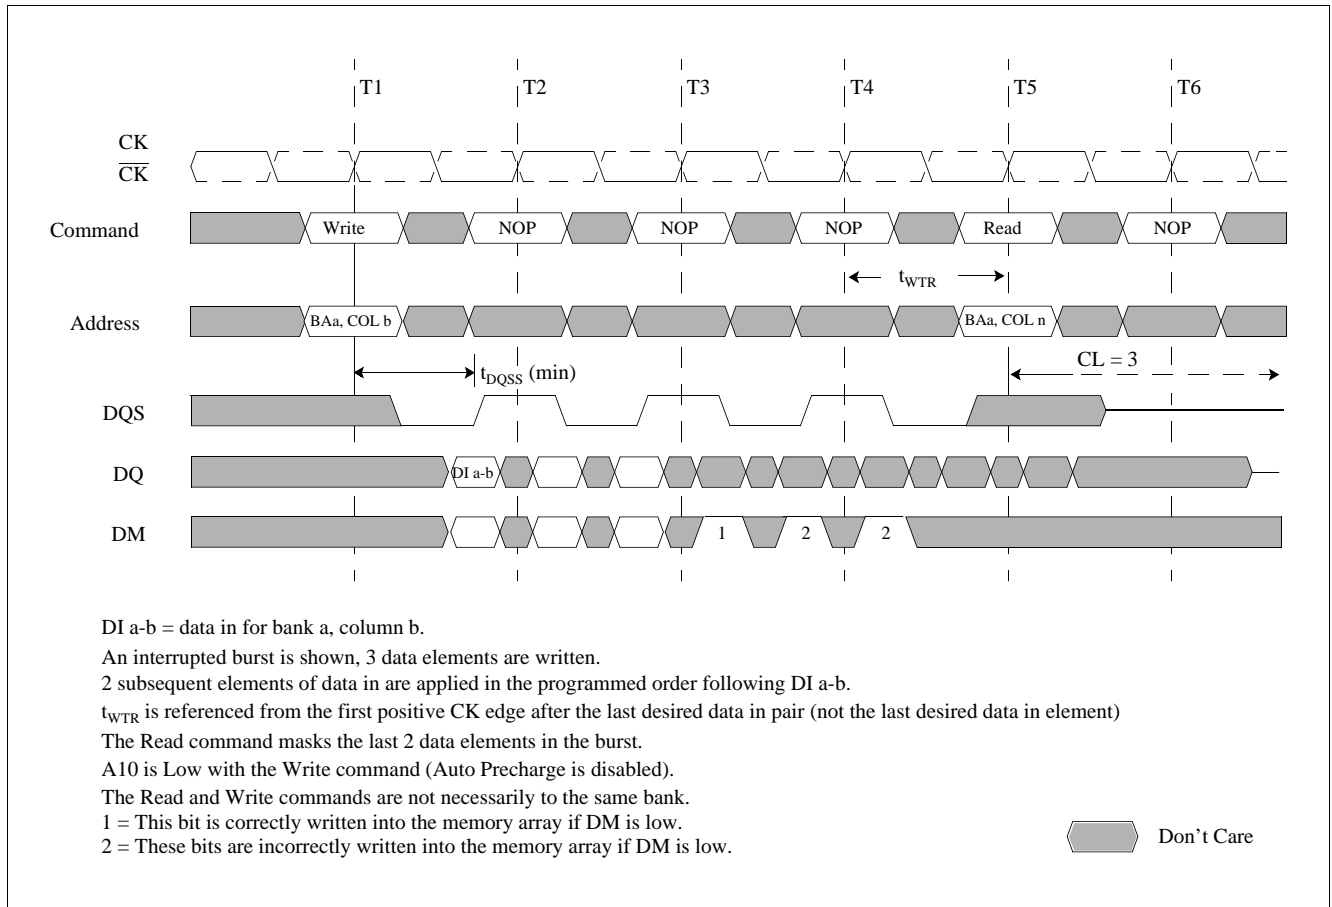 T1 T2 T3 T4 T5 T6
CK
CK
Command Write NOP NOP NOP Read NOP
tWTR
Address BAa, COL b BAa, COL n
tDQSS (min) CL = 3
DQS
DQ DI a-b
DM 1 2 2
DI a-b = data in for bank a, column b.
An interrupted burst is shown, 3 data elements are written.
2 subsequent elements of data in are applied in the programmed order following DI a-b.
tWTR is referenced from the first positive CK edge after the last desired data in pair (not the last desired data in element)
The Read command masks the last 2 data elements in the burst.
A10 is Low with the Write command (Auto Precharge is disabled).
The Read and Write commands are not necessarily to the same bank.
1 = This bit is correctly written into the memory array if DM is low.
2 = These bits are incorrectly written into the memory array if DM is low.
Don't Care